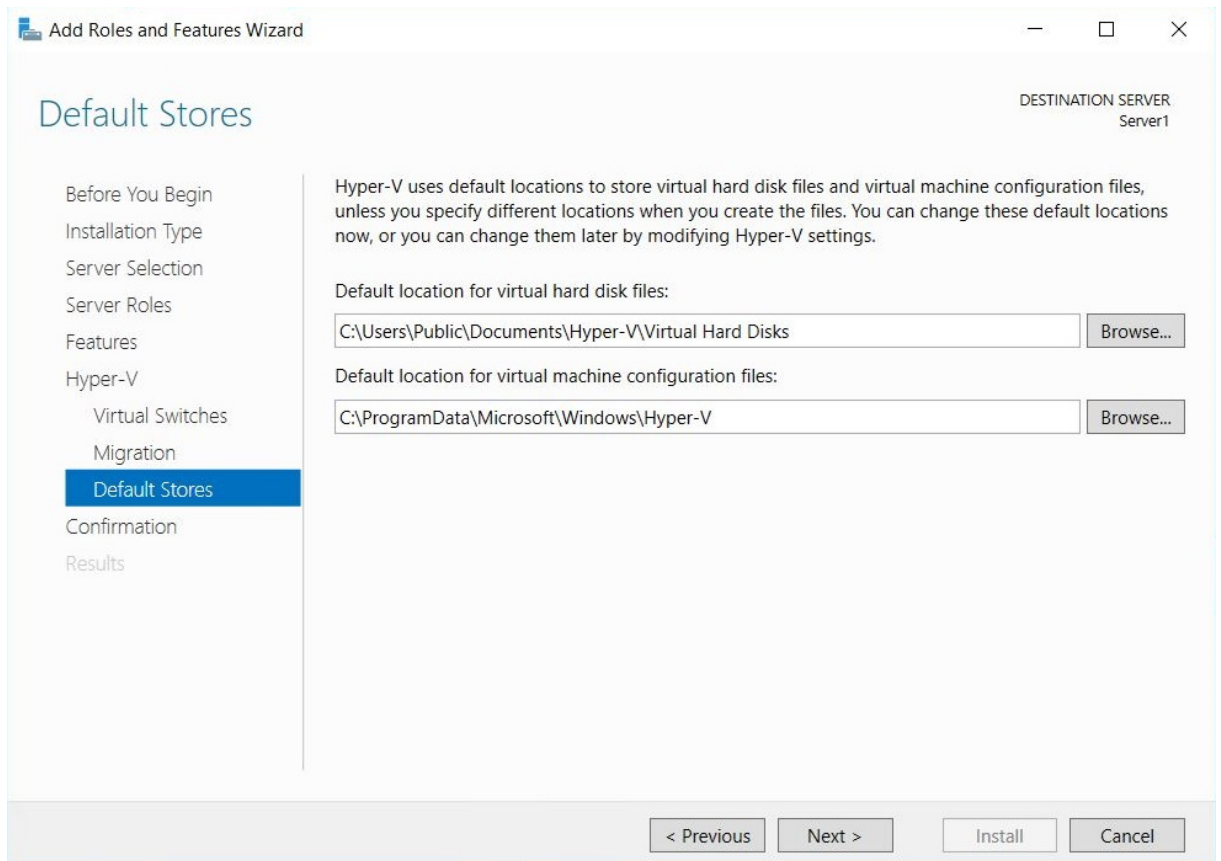 Add Roles and Features Wizard
Default Stores
DESTINATION SERVER
Server1
Before You Begin
Installation Type
Server Selection
Server Roles
Features
Hyper-V
Virtual Switches
Migration
Default Stores
Confirmation
Results
Hyper-V uses default locations to store virtual hard disk files and virtual machine configuration files,
unless you specify different locations when you create the files. You can change these default locations
now, or you can change them later by modifying Hyper-V settings.
Default location for virtual hard disk files:
C:\Users\Public\Documents\Hyper-V\Virtual Hard Disks
Browse...
Default location for virtual machine configuration files:
C:\ProgramData\Microsoft\Windows\Hyper-V
Browse...
< Previous
Next >
Install
Cancel